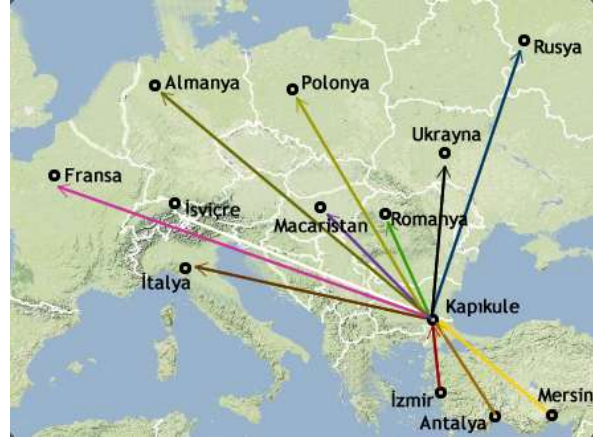 Rusya
Almanya
Polonya
Ukrayna
Fransa
İsviçre
Macaristan
Romanya
İtalya
Kapıkule
İzmir
Antalya
Mersin